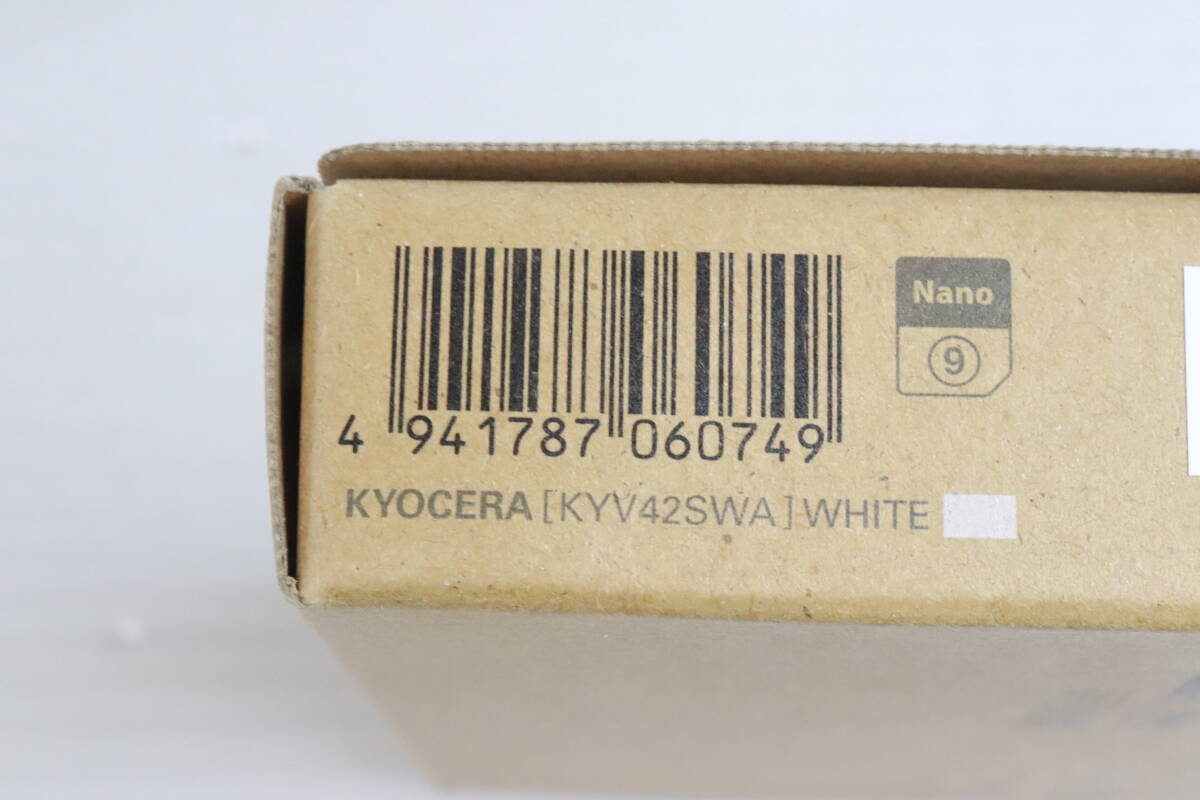 4 941787 060749
Nano
9
KYOCERA [KYV42SWA] WHITE